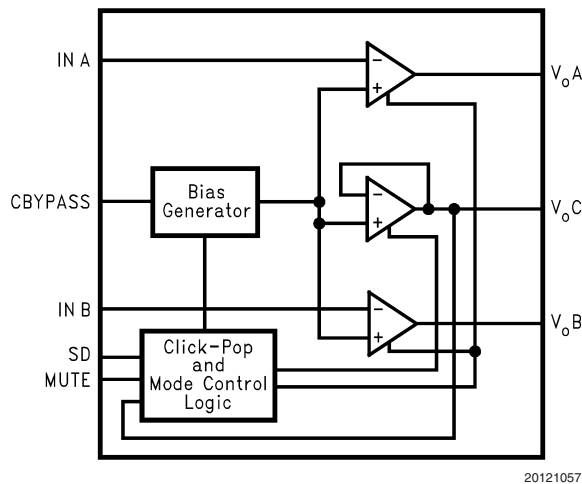 IN A
−
+
VoA
CBYPASS
Bias
Generator
−
+
VoC
IN B
−
+
VoB
SD
MUTE
Click-Pop
and
Mode Control
Logic
20121057